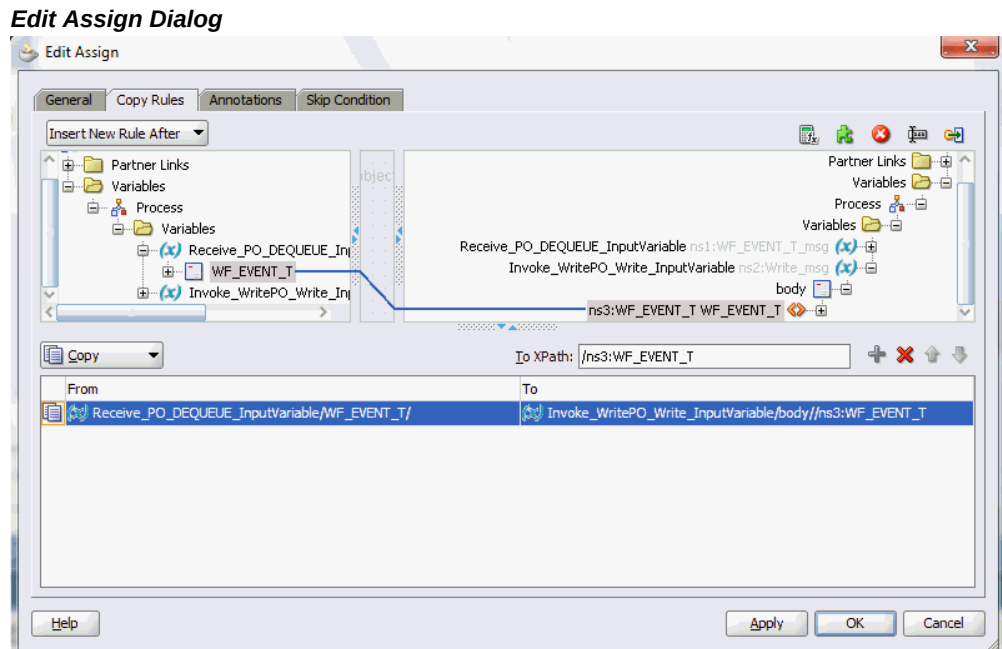 Edit Assign Dialog
Edit Assign
General Copy Rules Annotations Skip Condition
Insert New Rule After
Partner Links
Variables
Process
Variables
Receive_PO_DEQUEUE_Inp
WF_EVENT_T
Invoke_WritePO_Write_Inp
bject
Partner Links
Variables
Process
Variables
Receive_PO_DEQUEUE_InputVariable ns1:WF_EVENT_T_msg
Invoke_WritePO_Write_InputVariable ns2:Write_msg
body
ns3:WF_EVENT_T WF_EVENT_T
Copy To XPath: /ns3:WF_EVENT_T
From To
Receive_PO_DEQUEUE_InputVariable/WF_EVENT_T/ Invoke_WritePO_Write_InputVariable/body//ns3:WF_EVENT_T
Help Apply OK Cancel